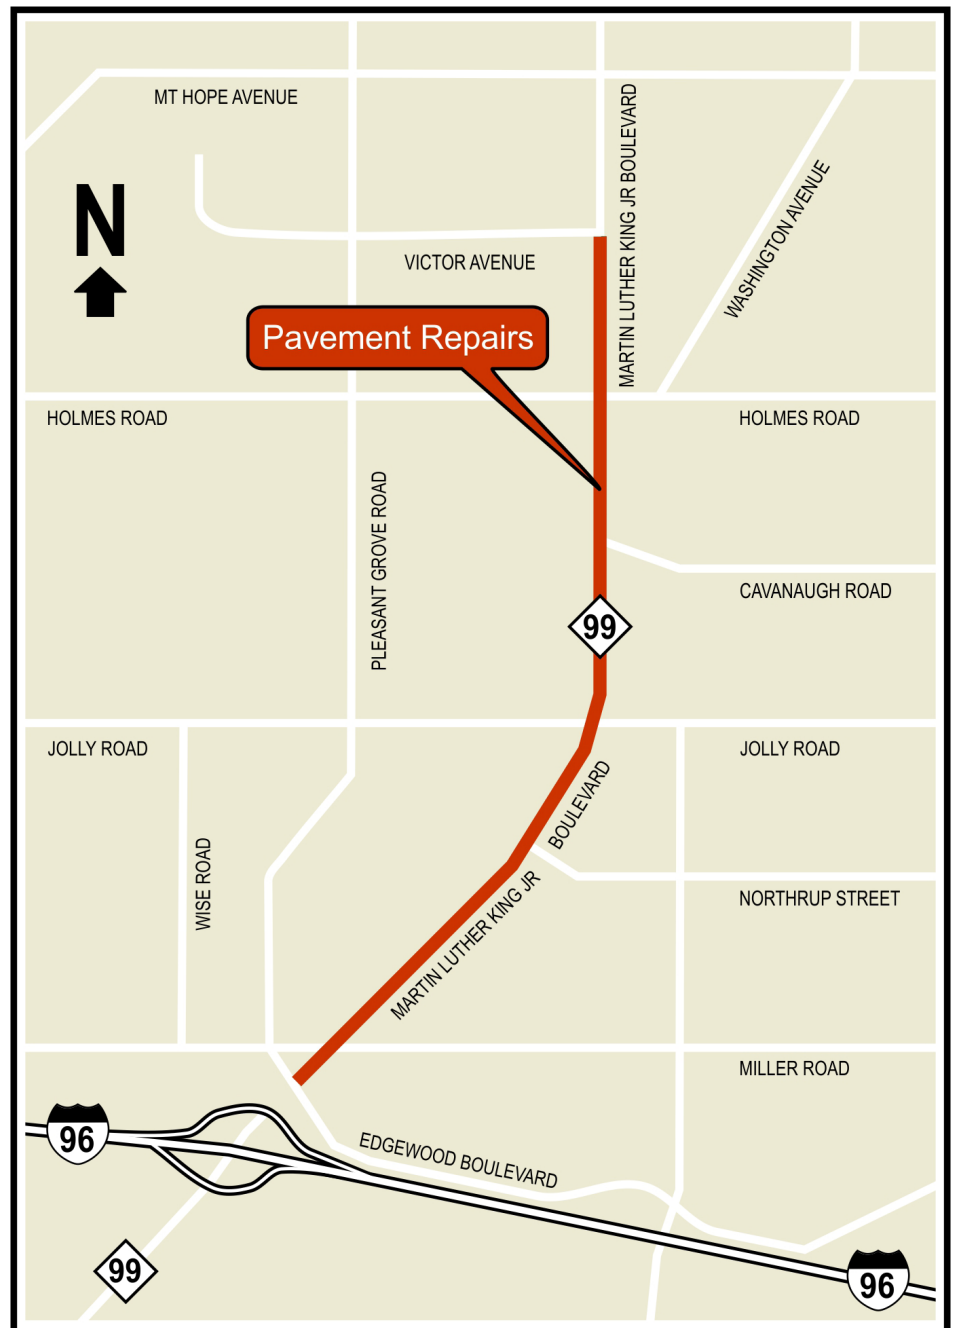 MT HOPE AVENUE
MARTIN LUTHER KING JR BOULEVARD
WASHINGTON AVENUE
N
VICTOR AVENUE
Pavement Repairs
HOLMES ROAD
HOLMES ROAD
PLEASANT GROVE ROAD
CAVANAUGH ROAD
99
JOLLY ROAD
JOLLY ROAD
BOULEVARD
MARTIN LUTHER KING JR
WISE ROAD
NORTHRUP STREET
MILLER ROAD
96
EDGEWOOD BOULEVARD
99
96